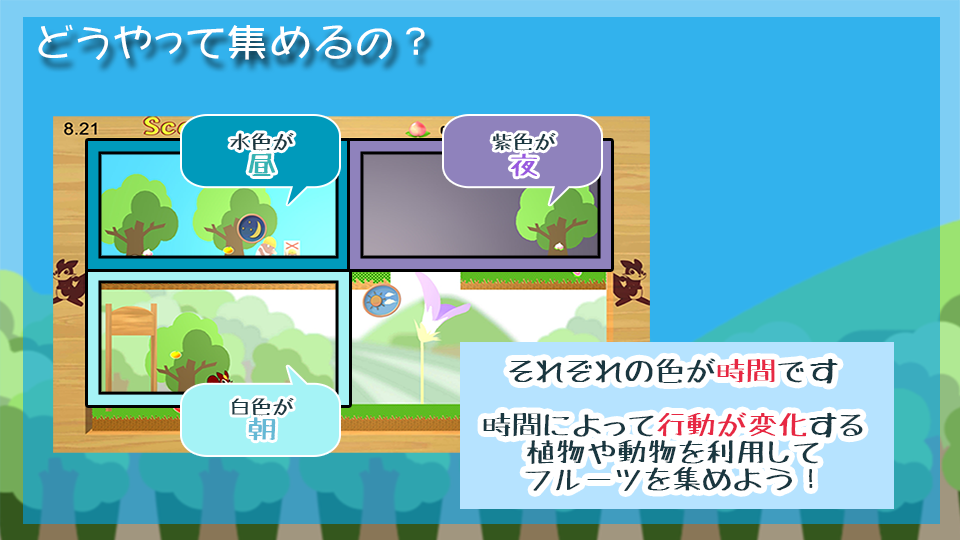 どうやって集めるの？
8.21
水色が
昼
紫色が
夜
白色が
朝
それぞれの色が時間です
時間によって行動が変化する
植物や動物を利用して
フルーツを集めよう！